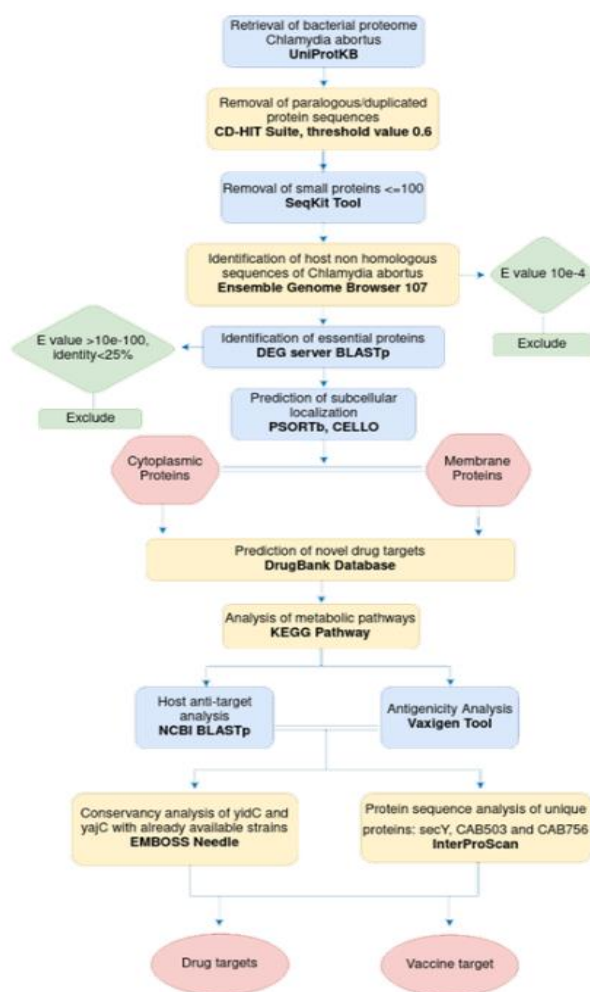 Retrieval of bacterial proteome
Chlamydia abortus
UniProtKB
Removal of paralogous/duplicated
protein sequences
CD-HIT Suite, threshold value 0.6
Removal of small proteins <=100
SeqKit Tool
Identification of host non homologous
sequences of Chlamydia abortus
Ensemble Genome Browser 107
E value 10e-4
Exclude
Identification of essential proteins
DEG server BLASTp
E value >10e-100,
identity<25%
Exclude
Prediction of subcellular
localization
PSORTb, CELLO
Cytoplasmic
Proteins
Membrane
Proteins
Prediction of novel drug targets
DrugBank Database
Analysis of metabolic pathways
KEGG Pathway
Host anti-target
analysis
NCBI BLASTp
Antigenicity Analysis
Vaxigen Tool
Conservancy analysis of yidC and
yajC with already available strains
EMBOSS Needle
Protein sequence analysis of unique
proteins: secY, CAB503 and CAB756
InterProScan
Drug targets
Vaccine target